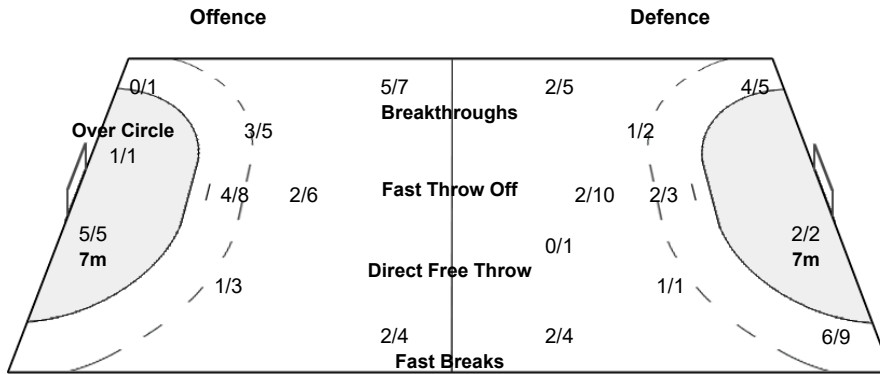 Offence Defence
0/1 5/7 2/5 4/5
Breakthroughs
Over Circle 3/5 1/2
1/1
Fast Throw Off
4/8 2/6 2/10 2/3
5/5 0/1 2/2
7m 7m
Direct Free Throw
1/3 1/1
2/4 2/4 6/9
Fast Breaks